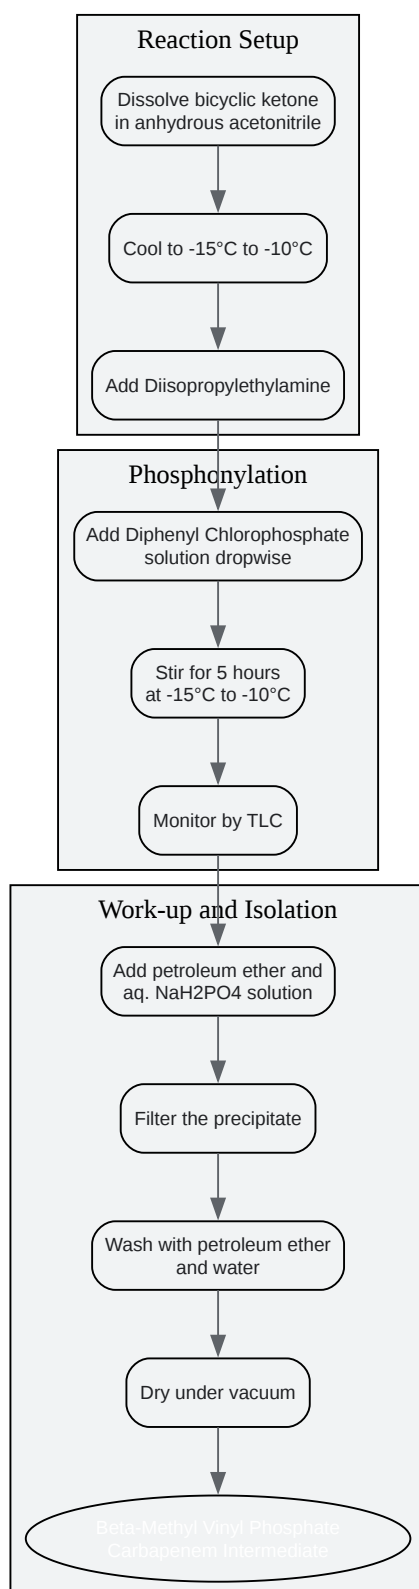 Reaction Setup
Dissolve bicyclic ketone
in anhydrous acetonitrile
Cool to -15°C to -10°C
Add Diisopropylethylamine
Phosphonylation
Add Diphenyl Chlorophosphate
solution dropwise
Stir for 5 hours
at -15°C to -10°C
Monitor by TLC
Work-up and Isolation
Add petroleum ether and
aq. NaH2PO4 solution
Filter the precipitate
Wash with petroleum ether
and water
Dry under vacuum
Beta-Methyl Vinyl Phosphate
Carbapenem Intermediate